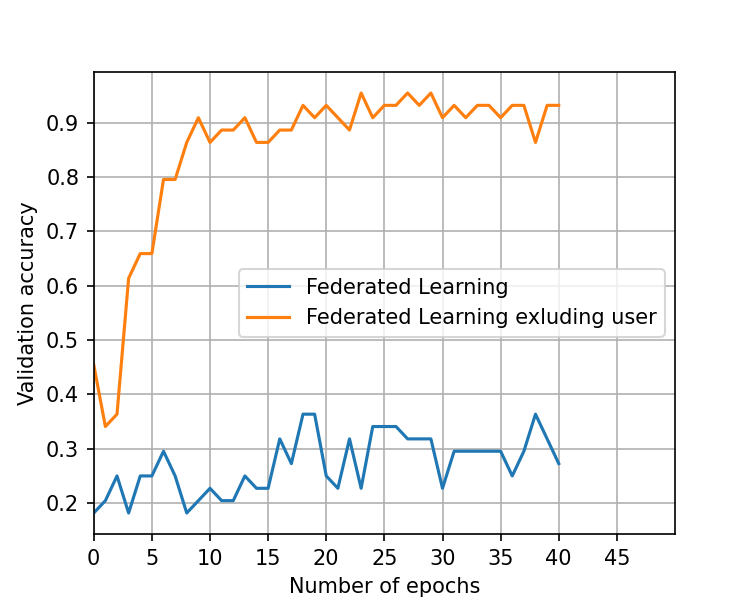 0.9
0.8
0.7
0.6
0.5
0.4
0.3
0.2
Validation accuracy
Federated Learning
Federated Learning exluding user
0 5 10 15 20 25 30 35 40 45
Number of epochs